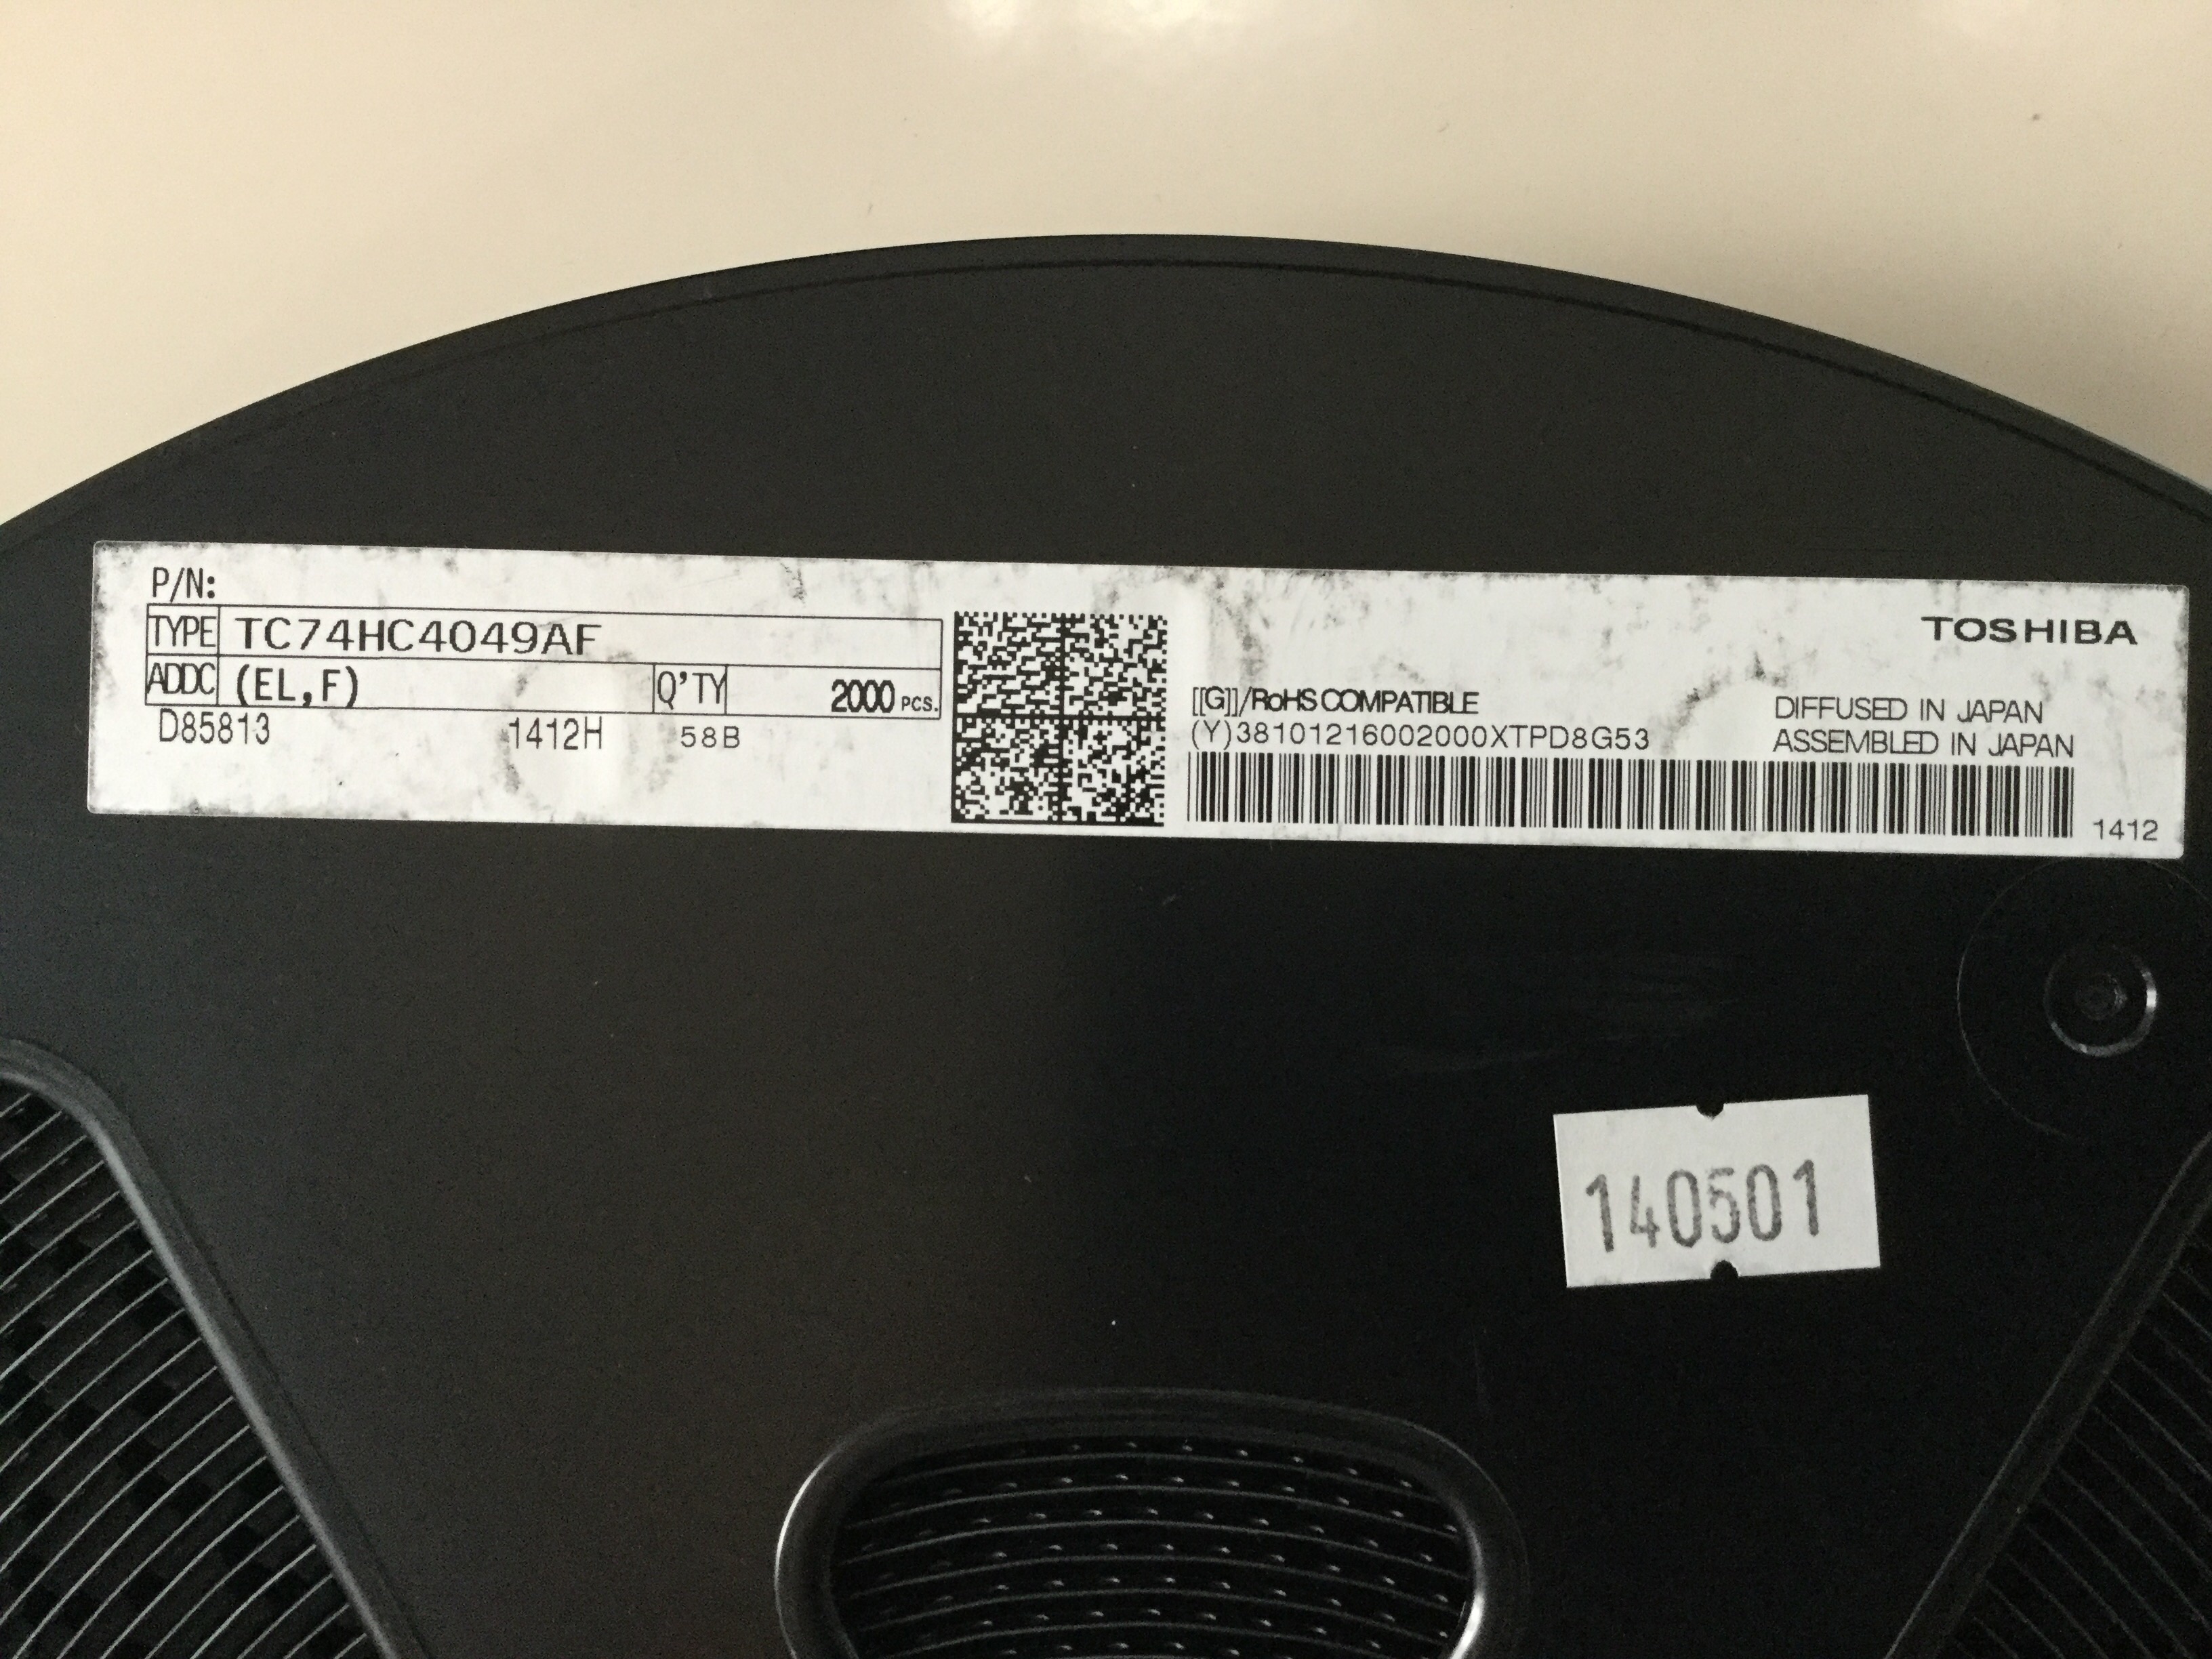 P/N:
TYPE TC74HC4049AF
ADDC (EL,F) Q'TY 2000 PCS.
D85813 1412H 58B
TOSHIBA
[[G]]/RoHS COMPATIBLE
DIFFUSED IN JAPAN
(Y)38101216002000XTPD8G53
ASSEMBLED IN JAPAN
1412
140501